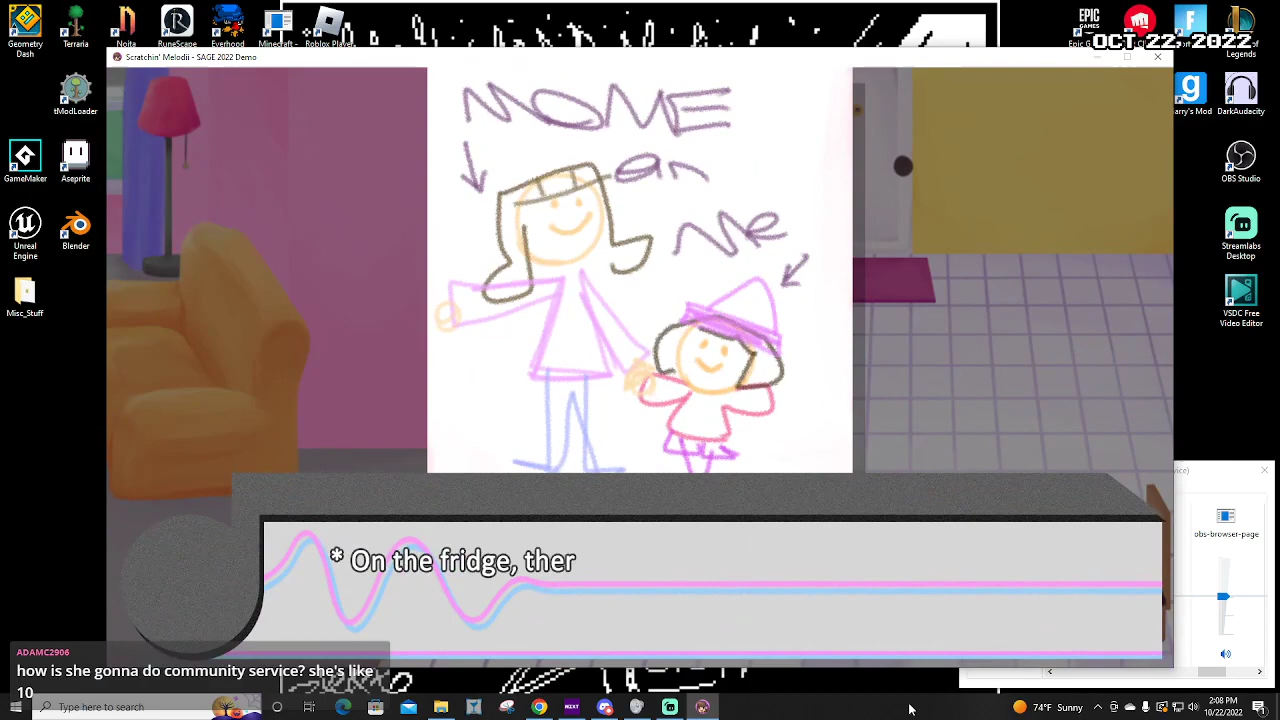 Geometry Dash
Terraria
Noita
RuneScape
Everhood
Minecraft -
Roblox Player
Epic G
F
of Legends
OCT 22, 2022
Scratchin' Melodii - SAGE 2022 Demo
tModLoader
arry's Mod
DarkAudacity
GameMaker
Aseprite
OBS Studio
Unreal Engine
Blender
Streamlabs
Misc_Stuff
VSDC Free Video Editor
MOME
an
Me
* On the fridge, ther
obs-browser-page
ADAMC2906
how is she gonna do community service? she's like
10
Type here to search
NXT
74°F Sunny
2:08 PM
10/22/2022